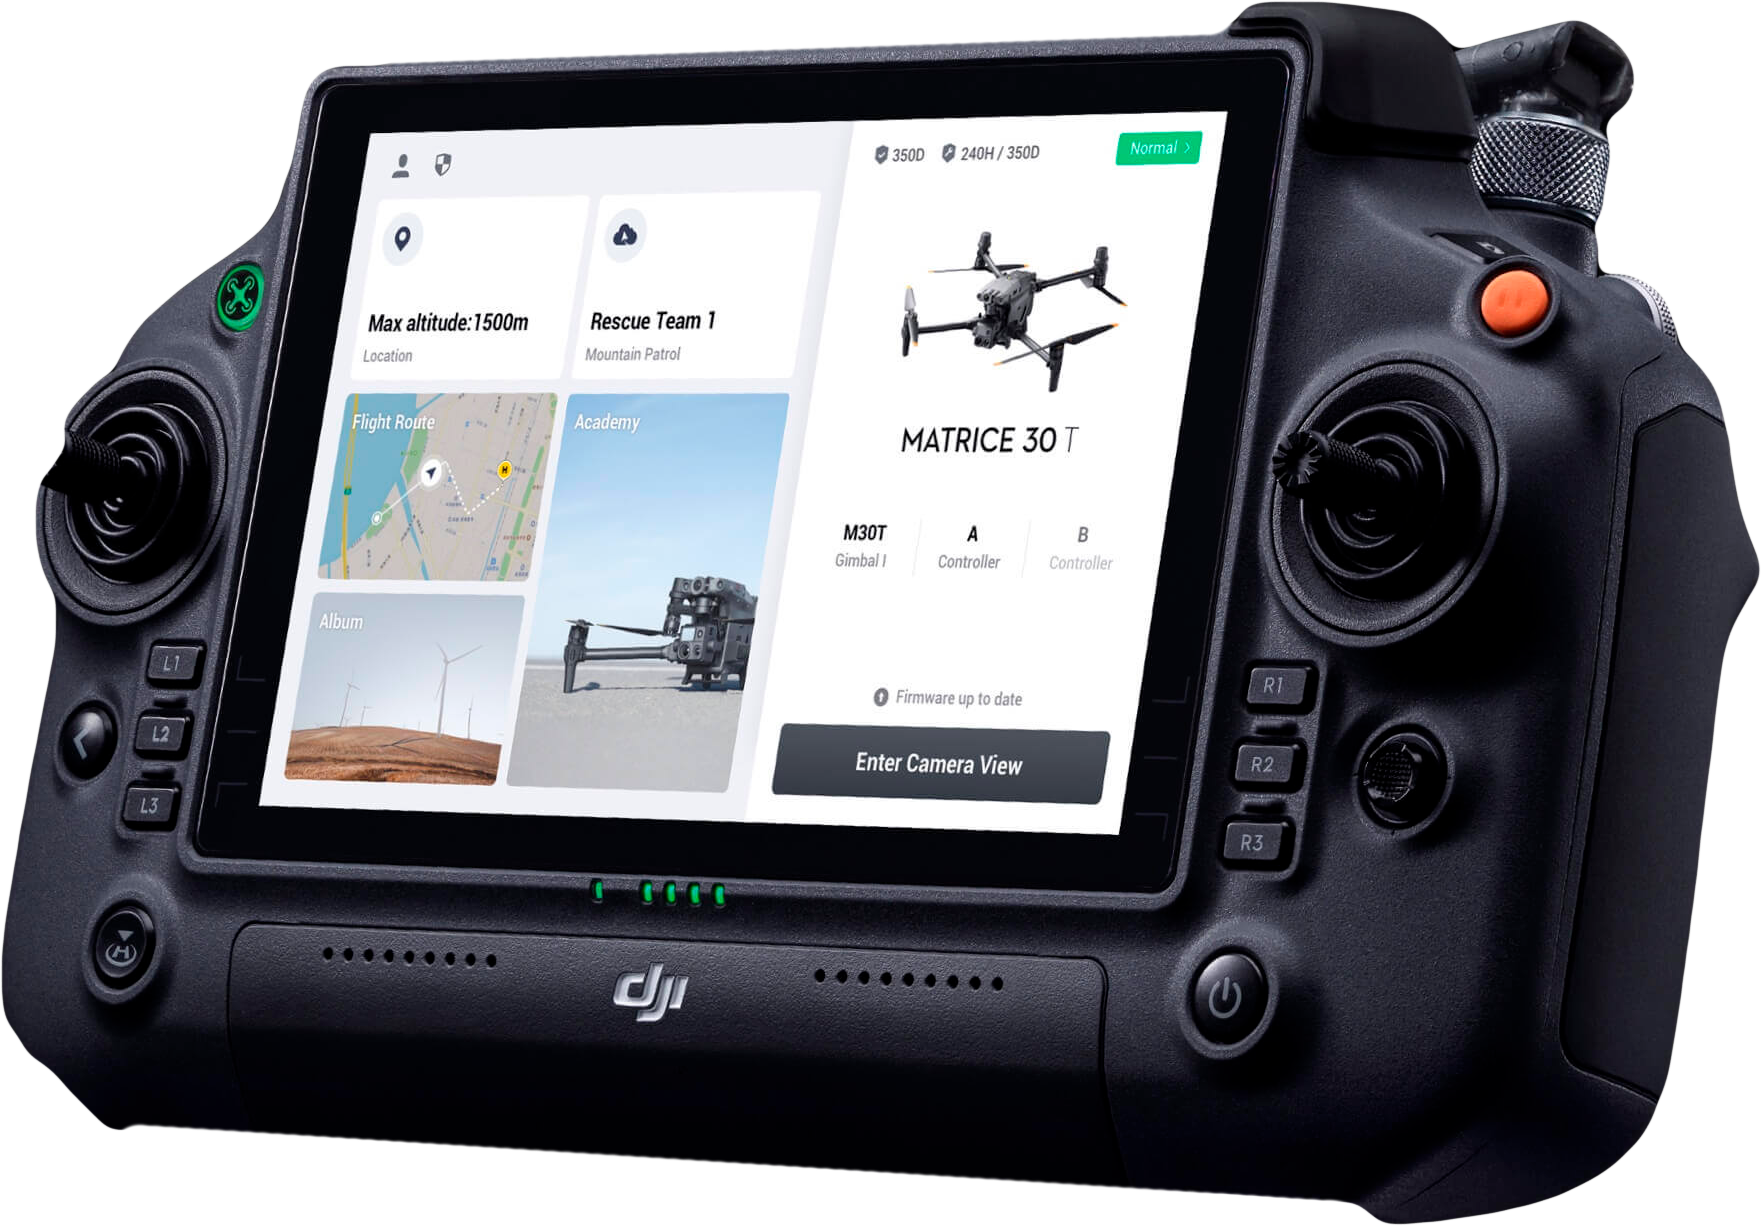 350D 240H / 350D Normal
Max altitude:1500m
Location
Rescue Team 1
Mountain Patrol
Flight Route
H
Academy
Album
MATRICE 30 T
M30T
Gimbal I
A
Controller
B
Controller
Firmware up to date
Enter Camera View
L1
L2
L3
R1
R2
R3
H
dji